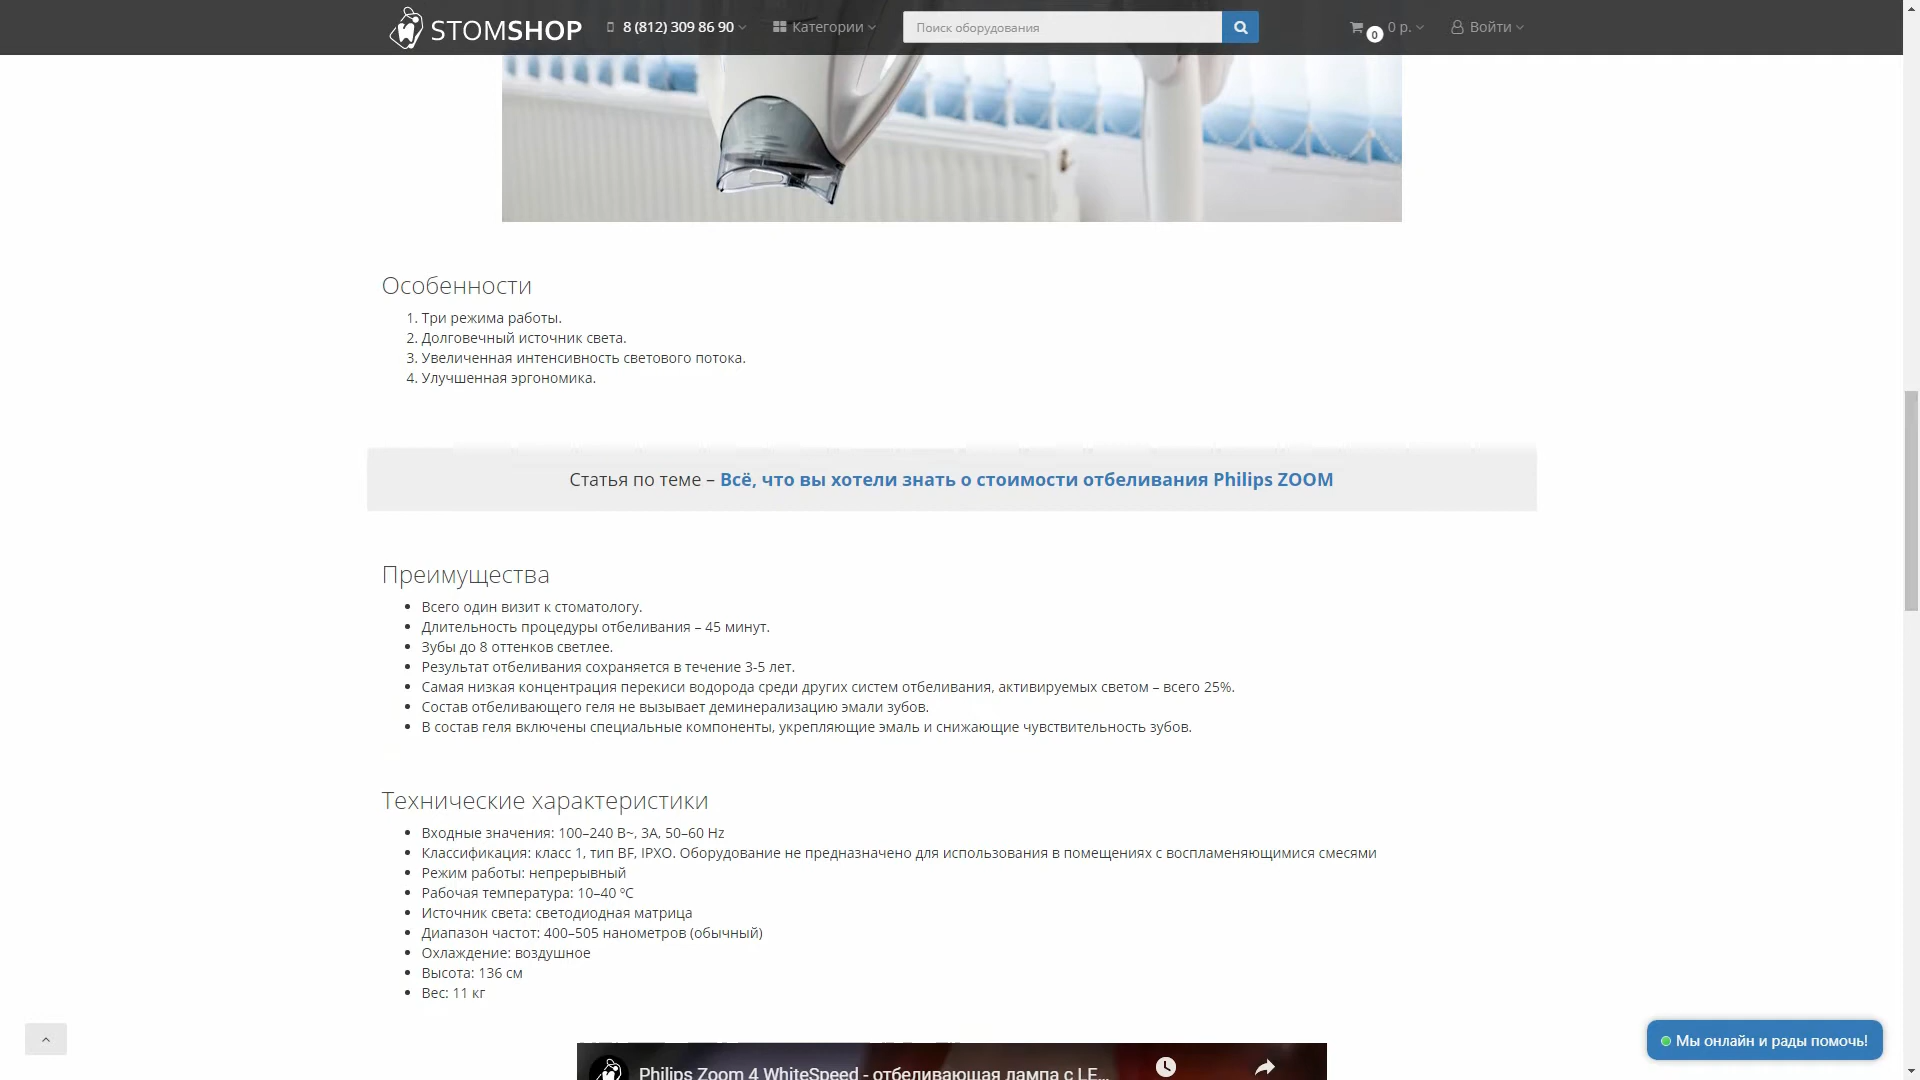 STOMSHOP
8 (812) 309 86 90
Категории
Поиск оборудования
0
0 р.
Войти
Особенности
1. Три режима работы.
2. Долговечный источник света.
3. Увеличенная интенсивность светового потока.
4. Улучшенная эргономика.
Статья по теме – Всё, что вы хотели знать о стоимости отбеливания Philips ZOOM
Преимущества
Всего один визит к стоматологу.
Длительность процедуры отбеливания – 45 минут.
Зубы до 8 оттенков светлее.
Результат отбеливания сохраняется в течение 3-5 лет.
Самая низкая концентрация перекиси водорода среди других систем отбеливания, активируемых светом – всего 25%.
Состав отбеливающего геля не вызывает деминерализацию эмали зубов.
В состав геля включены специальные компоненты, укрепляющие эмаль и снижающие чувствительность зубов.
Технические характеристики
Входные значения: 100–240 В~, 3А, 50–60 Hz
Классификация: класс 1, тип BF, IPXO. Оборудование не предназначено для использования в помещениях с воспламеняющимися смесями
Режим работы: непрерывный
Рабочая температура: 10–40 °C
Источник света: светодиодная матрица
Диапазон частот: 400–505 нанометров (обычный)
Охлаждение: воздушное
Высота: 136 см
Вес: 11 кг
Мы онлайн и рады помочь!
Philips Zoom 4 WhiteSpeed - отбеливающая лампа с LE...